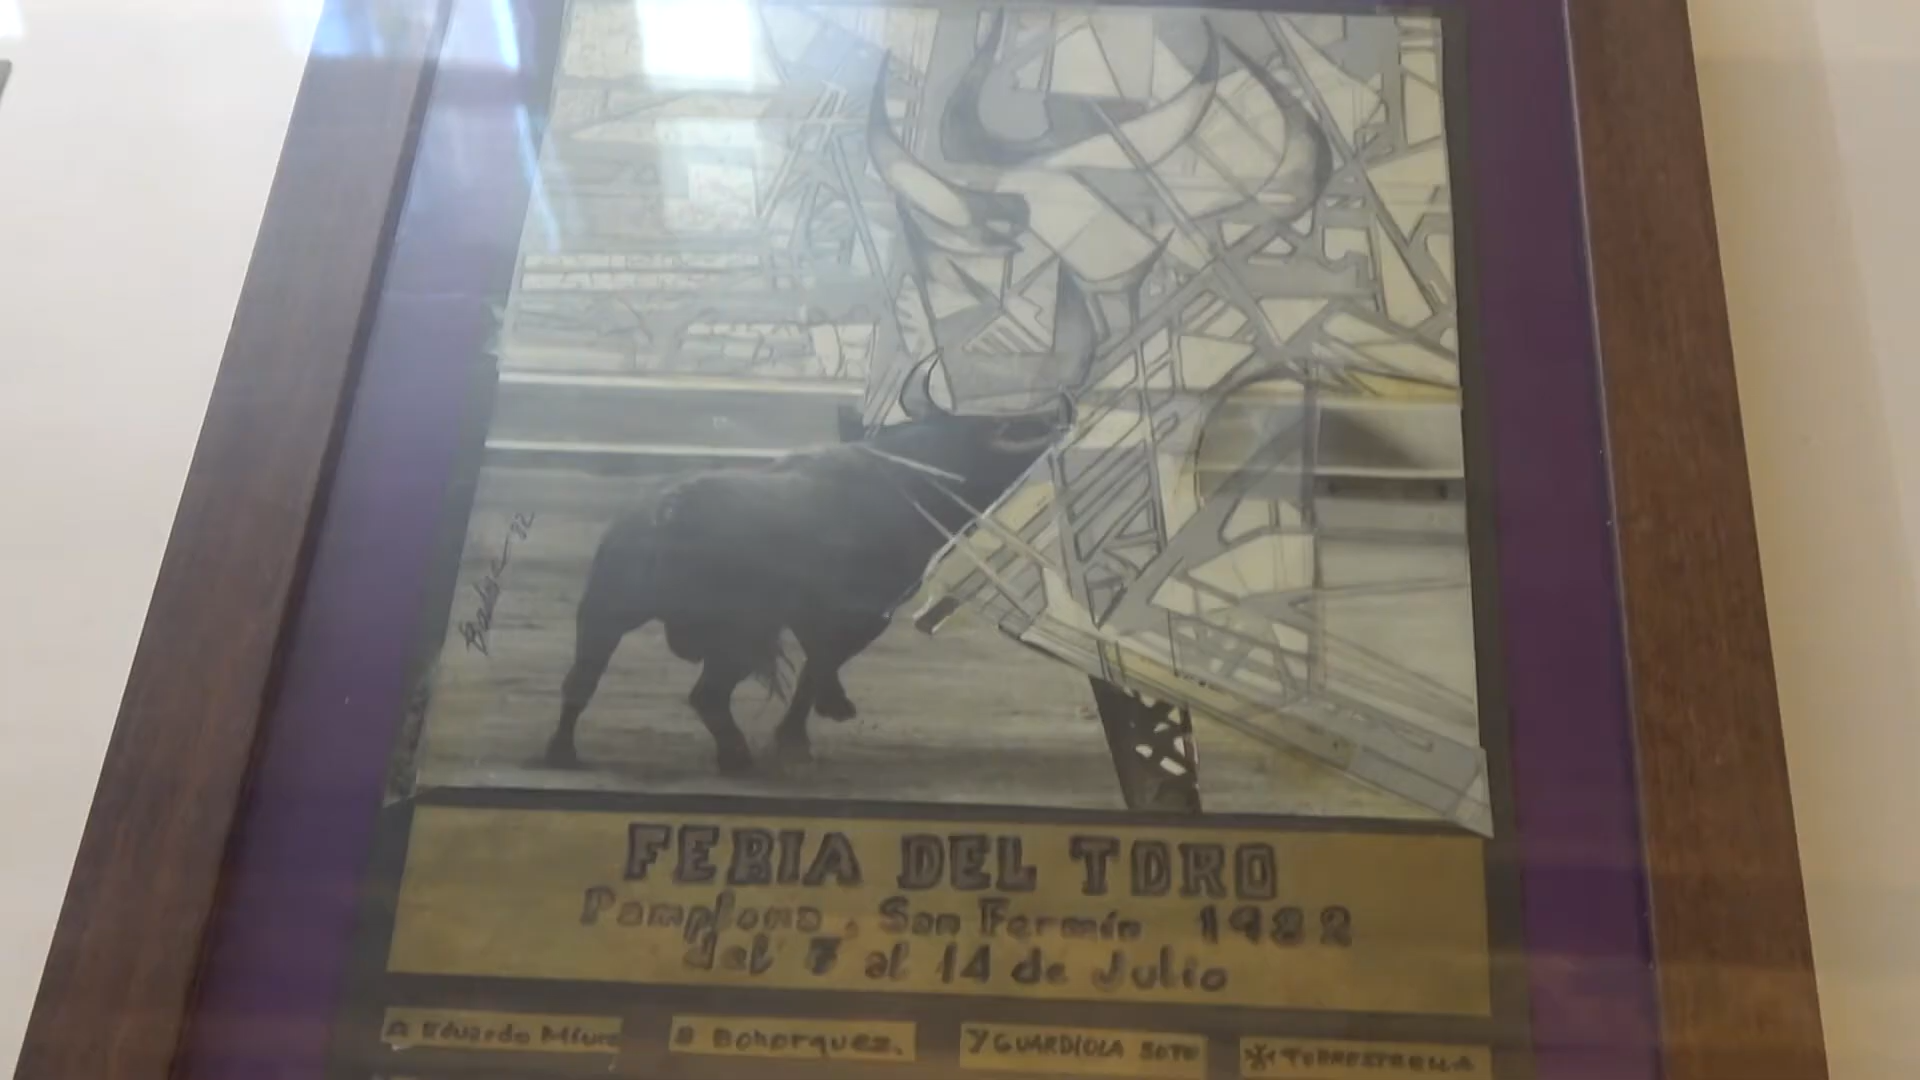 FERIA DEL TORO
Pamplona. San Fermín 1982
del 7 al 14 de Julio
Eduardo Miura
Bohorquez.
GUARDIOLA SOTO
TORRESTRELLA
82